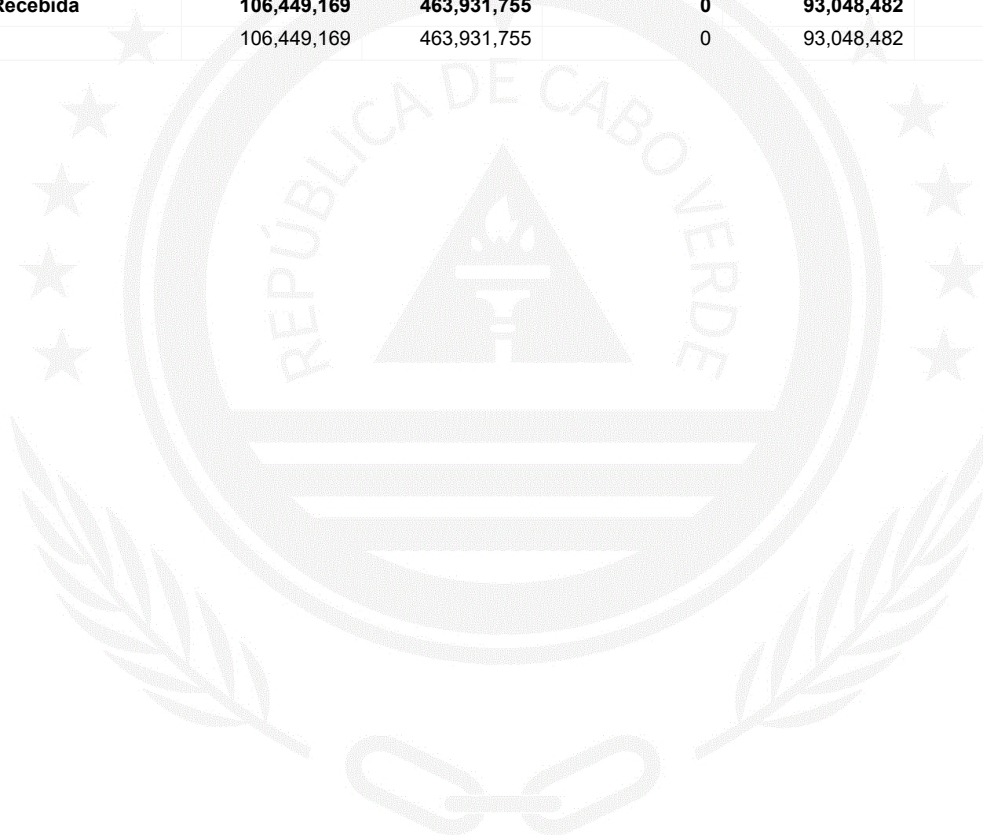 Recebida 106,449,169 463,931,755 0 93,048,482
106,449,169 463,931,755 0 93,048,482
REPÚBLICA DE CABO VERDE